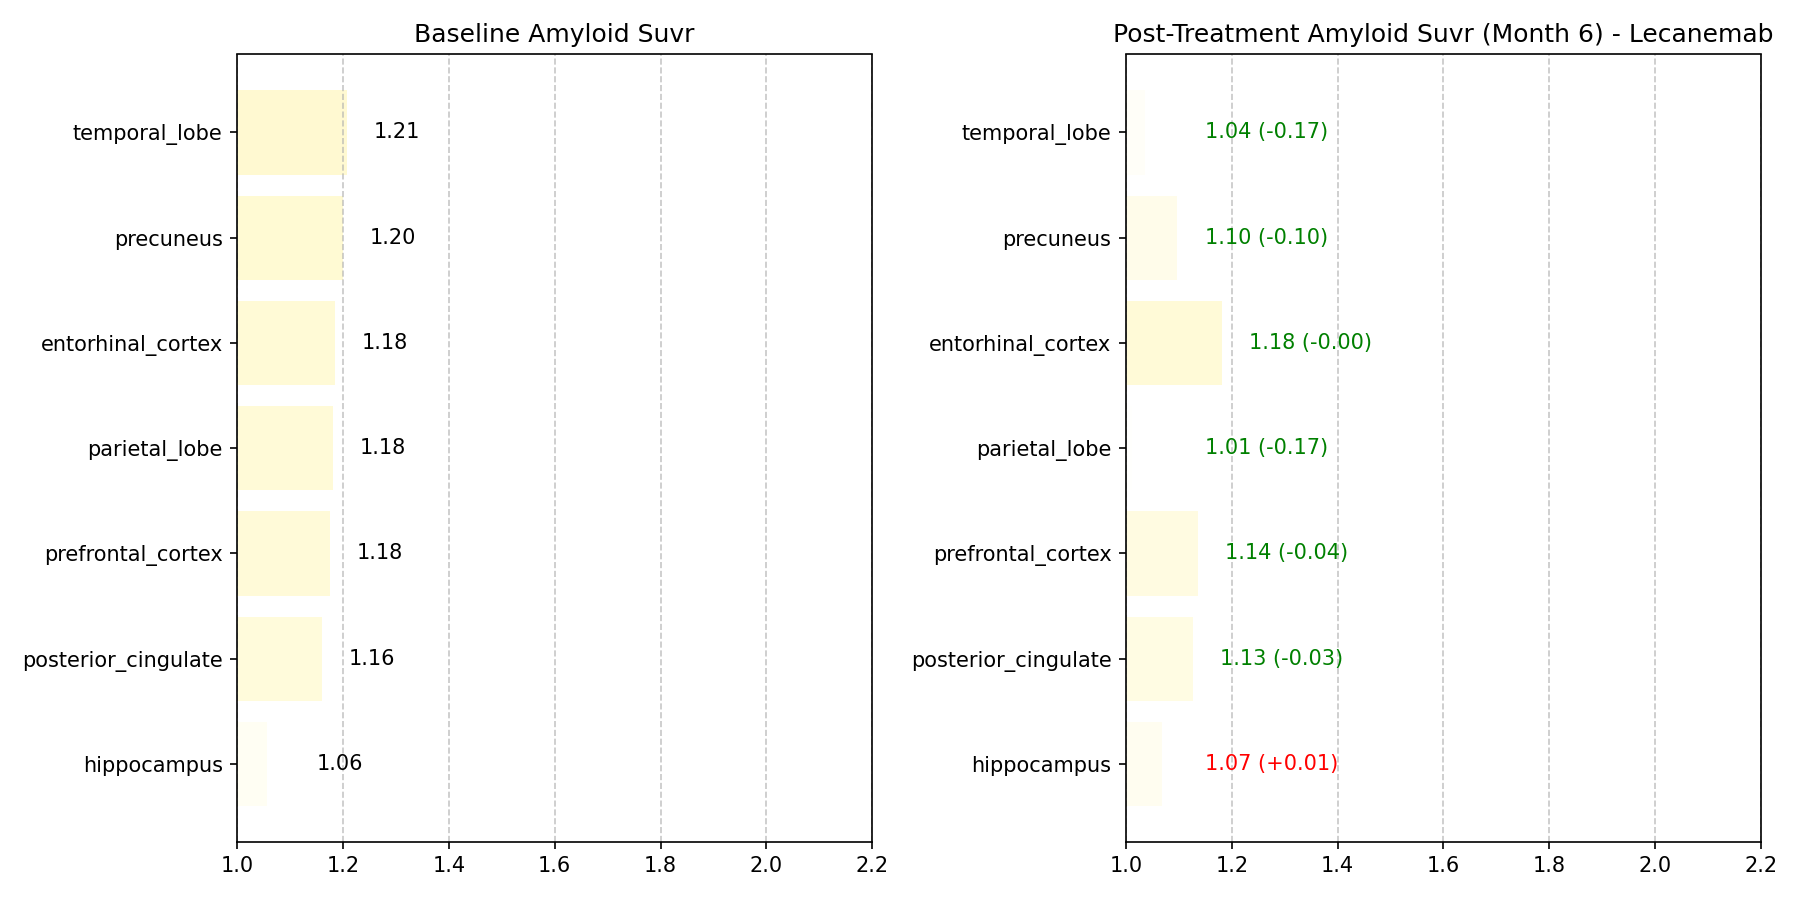 Baseline Amyloid Suvr
temporal_lobe
1.21
precuneus
1.20
entorhinal_cortex
1.18
parietal_lobe
1.18
prefrontal_cortex
1.18
posterior_cingulate
1.16
hippocampus
1.06
1.0 1.2 1.4 1.6 1.8 2.0 2.2
Post-Treatment Amyloid Suvr (Month 6) - Lecanemab
temporal_lobe
1.04 (-0.17)
precuneus
1.10 (-0.10)
entorhinal_cortex
1.18 (-0.00)
parietal_lobe
1.01 (-0.17)
prefrontal_cortex
1.14 (-0.04)
posterior_cingulate
1.13 (-0.03)
hippocampus
1.07 (+0.01)
1.0 1.2 1.4 1.6 1.8 2.0 2.2